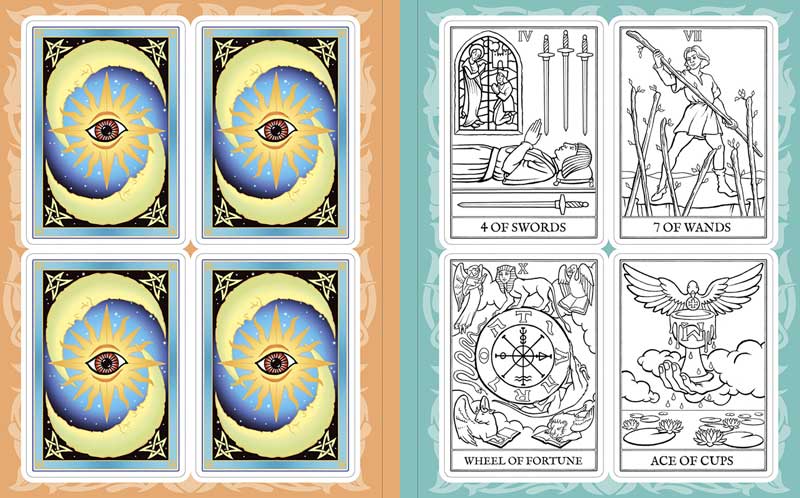 IV
4 OF SWORDS
VII
7 OF WANDS
X
T
A
R
O
WHEEL OF FORTUNE
ACE OF CUPS